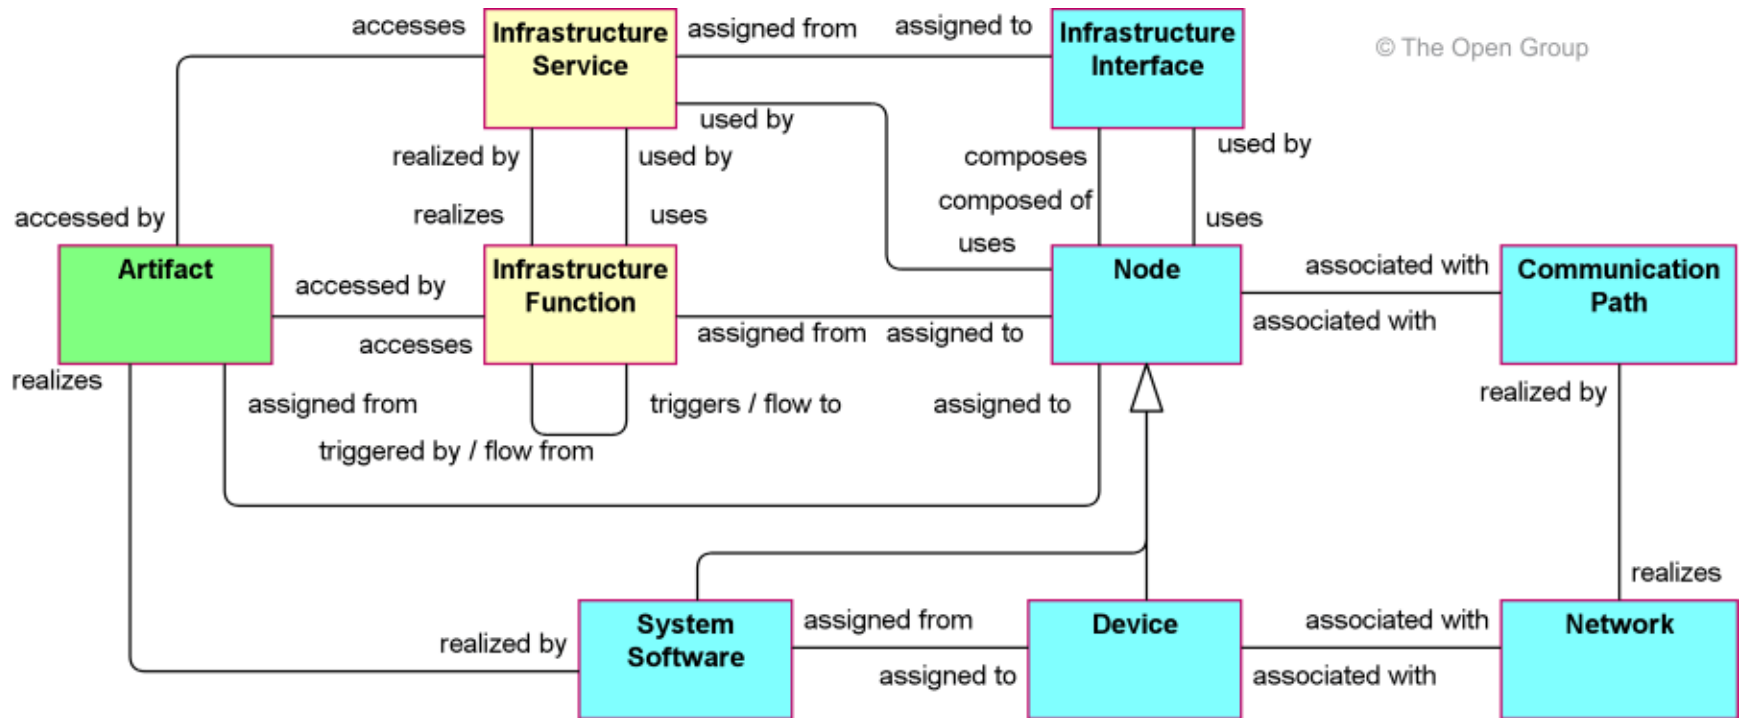 accesses
Infrastructure
Service
assigned from
assigned to
Infrastructure
Interface
© The Open Group
used by
realized by
used by
composes
used by
accessed by
realizes
uses
composed of
uses
uses
Artifact
accessed by
Infrastructure
Function
Node
associated with
Communication
Path
accesses
assigned from
assigned to
associated with
realizes
assigned from
triggers / flow to
assigned to
realized by
triggered by / flow from
realizes
realized by
System
Software
assigned from
assigned to
Device
associated with
associated with
Network